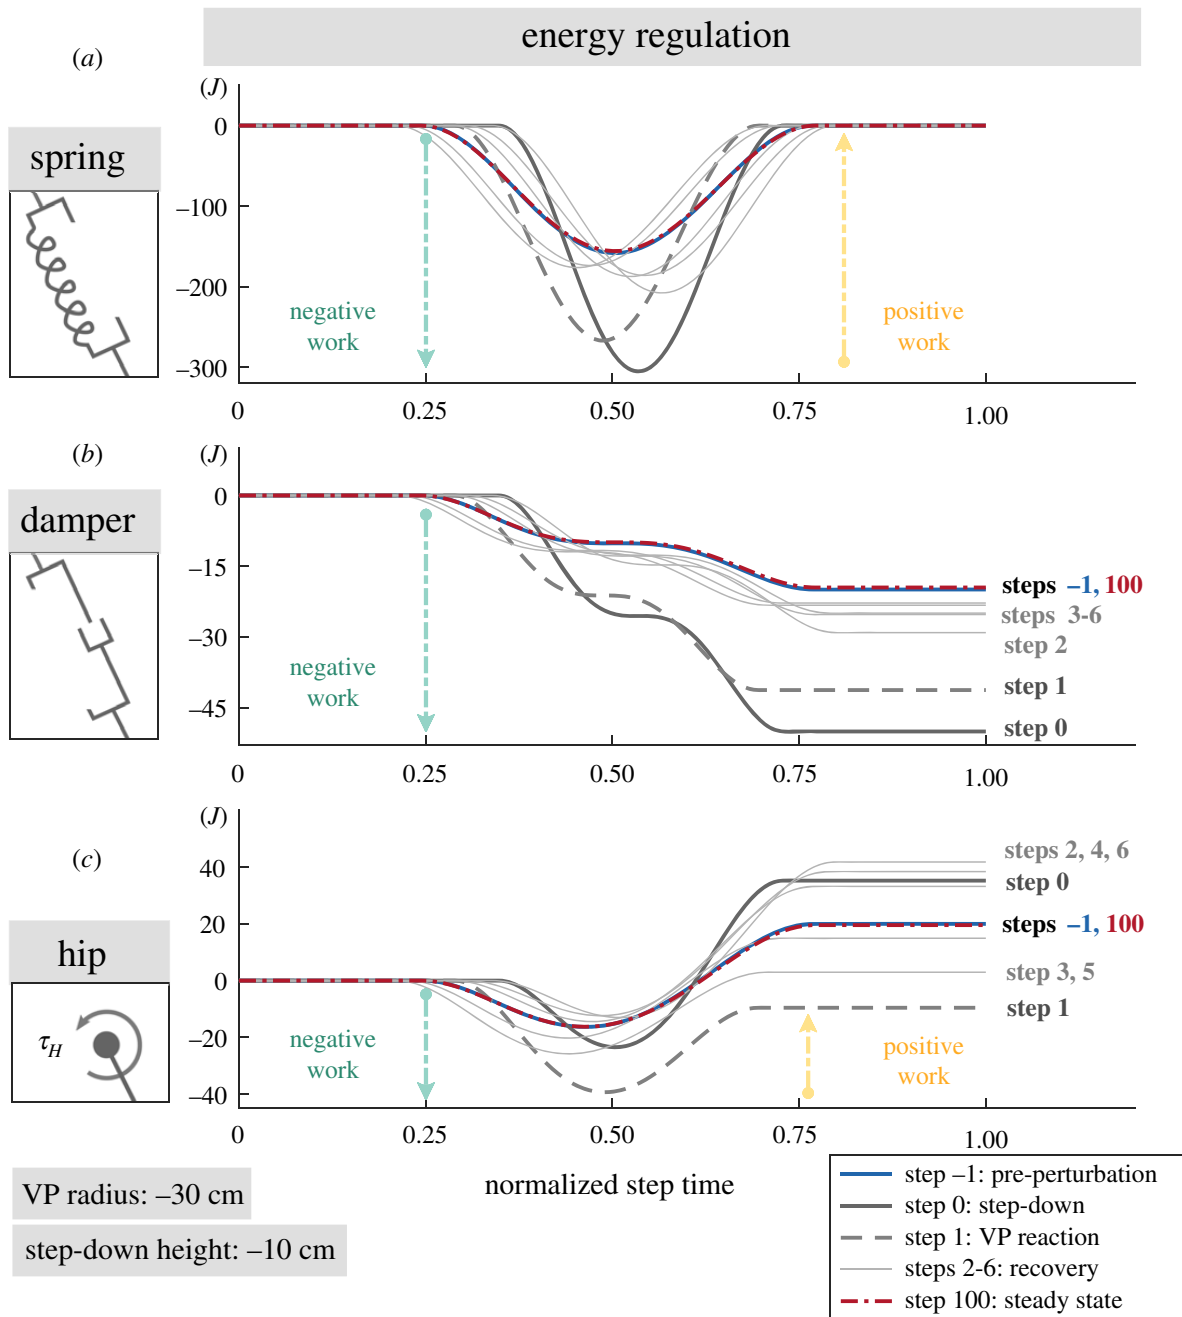 energy regulation
(a)
spring
(J)
0
–100
–200
–300
negative
work
positive
work
0
0.25
0.50
0.75
1.00
(b)
damper
(J)
0
–15
–30
–45
negative
work
steps –1, 100
steps 3-6
step 2
step 1
step 0
0
0.25
0.50
0.75
1.00
(c)
hip
τH
(J)
40
20
0
–20
–40
negative
work
positive
work
steps 2, 4, 6
step 0
steps –1, 100
step 3, 5
step 1
0
0.25
0.50
0.75
1.00
normalized step time
VP radius: –30 cm
step-down height: –10 cm
step –1: pre-perturbation
step 0: step-down
step 1: VP reaction
steps 2-6: recovery
step 100: steady state